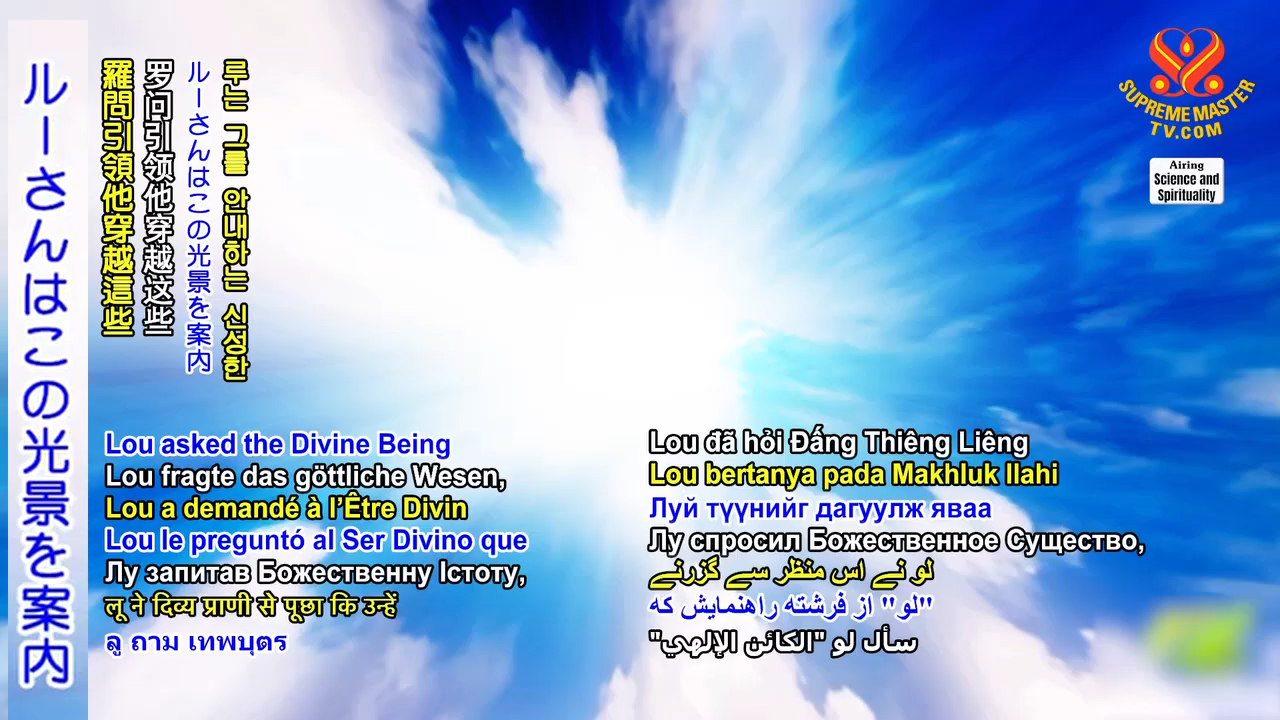 ルーさんはこの光景を案内
羅問引領他穿越這些
罗问引领他穿越这些
ルーさんはこの光景を案内
루는 그를 안내하는 신성한
SUPREME MASTER
TV.COM
Airing
Science and
Spirituality
Lou asked the Divine Being
Lou fragte das göttliche Wesen,
Lou a demandé à l’Être Divin
Lou le preguntó al Ser Divino que
Лу запитав Божественну Істоту,
लू ने दिव्य प्राणी से पूछा कि उन्हें
ลู ถาม เทพบุตร
Lou đã hỏi Đấng Thiêng Liêng
Lou bertanya pada Makhluk Ilahi
Луй түүнийг дагуулж яваа
Лу спросил Божественное Существо,
لو نے اس منظر سے گزرنے
"لو" از فرشته راهنمایش که
سأل لو "الكائن الإلهي"